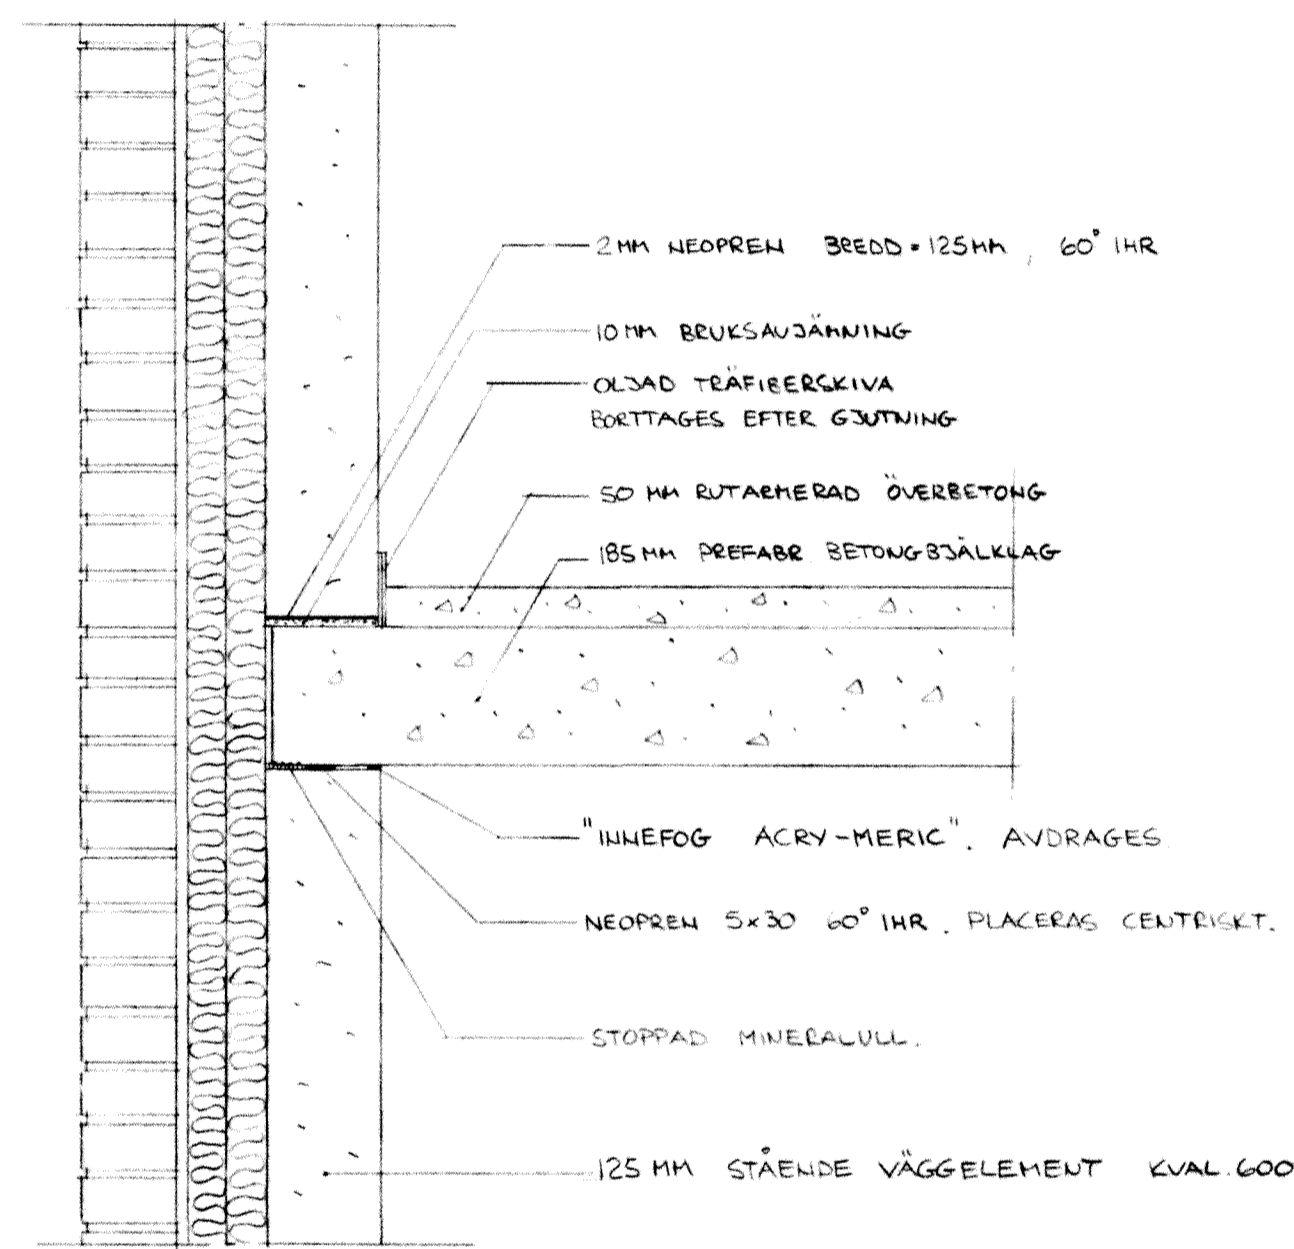 2 MM NEOPREN BREDD = 125 MM, 60° IHR
10 MM BRUKSAVJÄMNING
OLJAD TRÄFIBERSKIVA
BORTTAGES EFTER GJUTNING
50 MM RUTARMERAD ÖVERBETONG
185 MM PREFABR BETONGBJÄLKLAG
"INNEFOG ACRY-MERIC". AVDRAGES
NEOPREN 5x30 60° IHR. PLACERAS CENTRISKT.
STOPPAD MINERALULL.
125 MM STÅENDE VÄGGELEMENT KVAL. 600